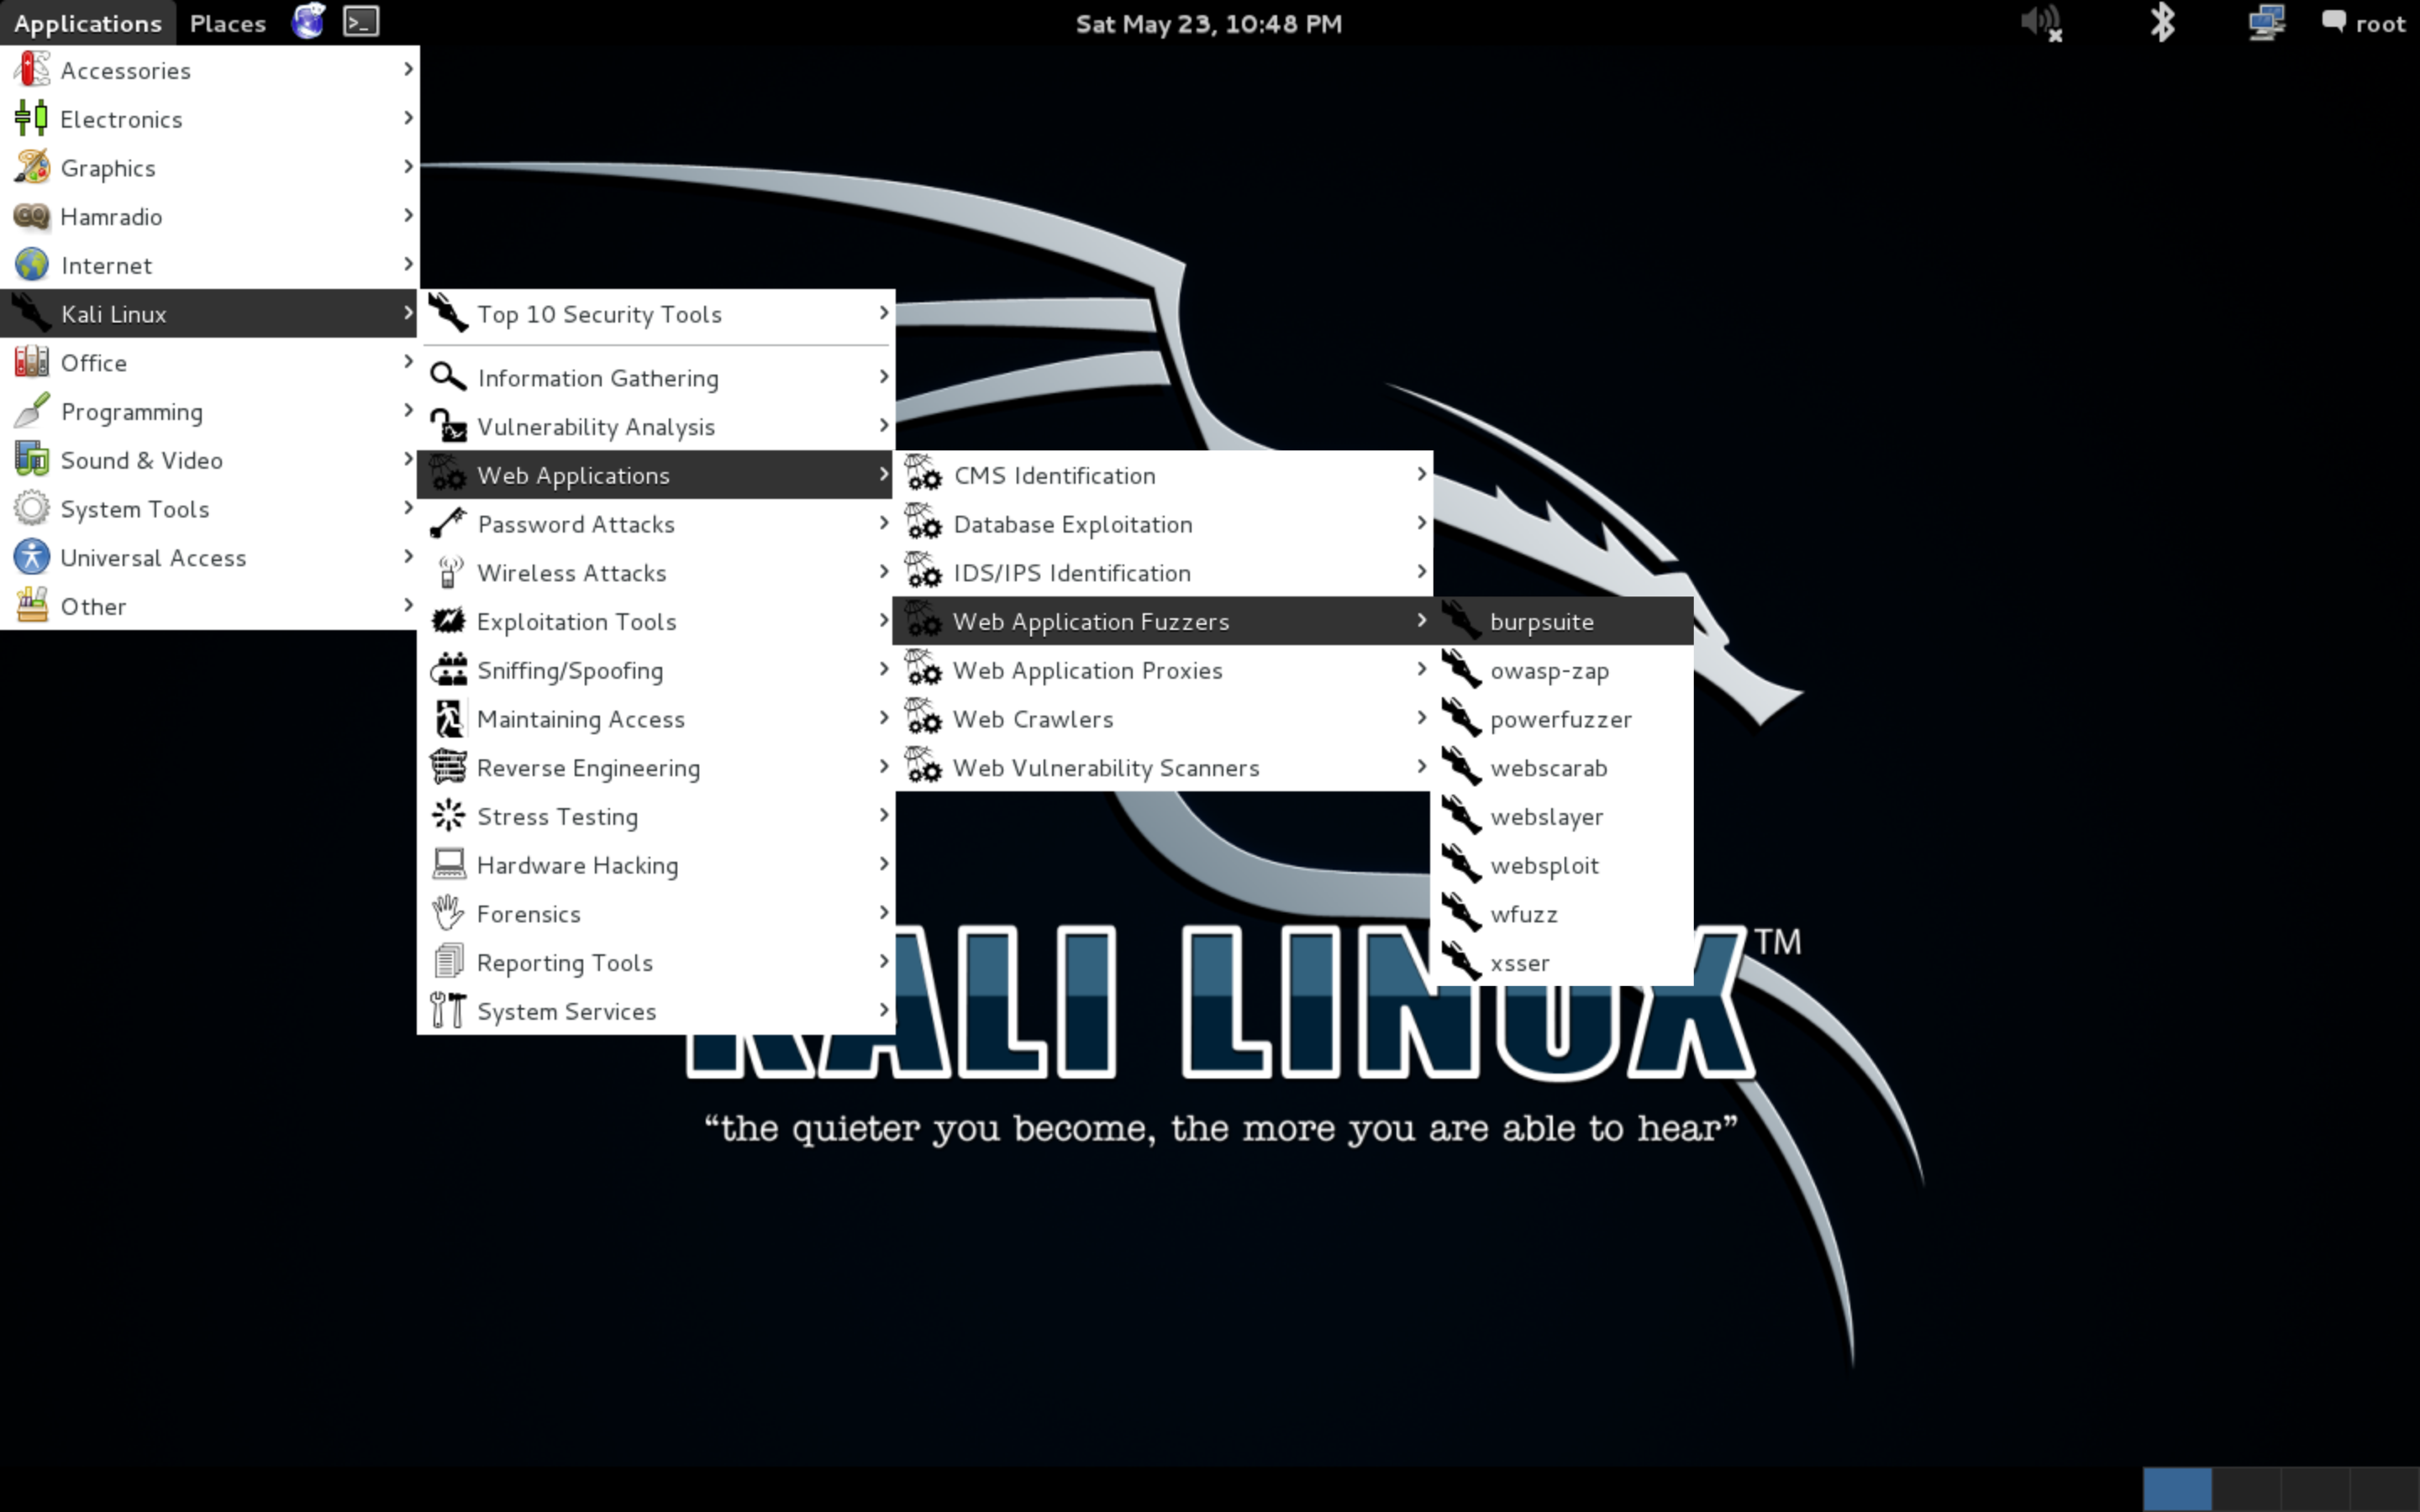 Applications Places Sat May 23, 10:48 PM root
Accessories
Electronics
Graphics
Hamradio
Internet
Kali Linux
Office
Programming
Sound & Video
System Tools
Universal Access
Other
Top 10 Security Tools
Information Gathering
Vulnerability Analysis
Web Applications
Password Attacks
Wireless Attacks
Exploitation Tools
Sniffing/Spoofing
Maintaining Access
Reverse Engineering
Stress Testing
Hardware Hacking
Forensics
Reporting Tools
System Services
CMS Identification
Database Exploitation
IDS/IPS Identification
Web Application Fuzzers
Web Application Proxies
Web Crawlers
Web Vulnerability Scanners
burpsuite
owasp-zap
powerfuzzer
webscarab
webslayer
websploit
wfuzz
xsser
KALI LINUX™
“the quieter you become, the more you are able to hear”